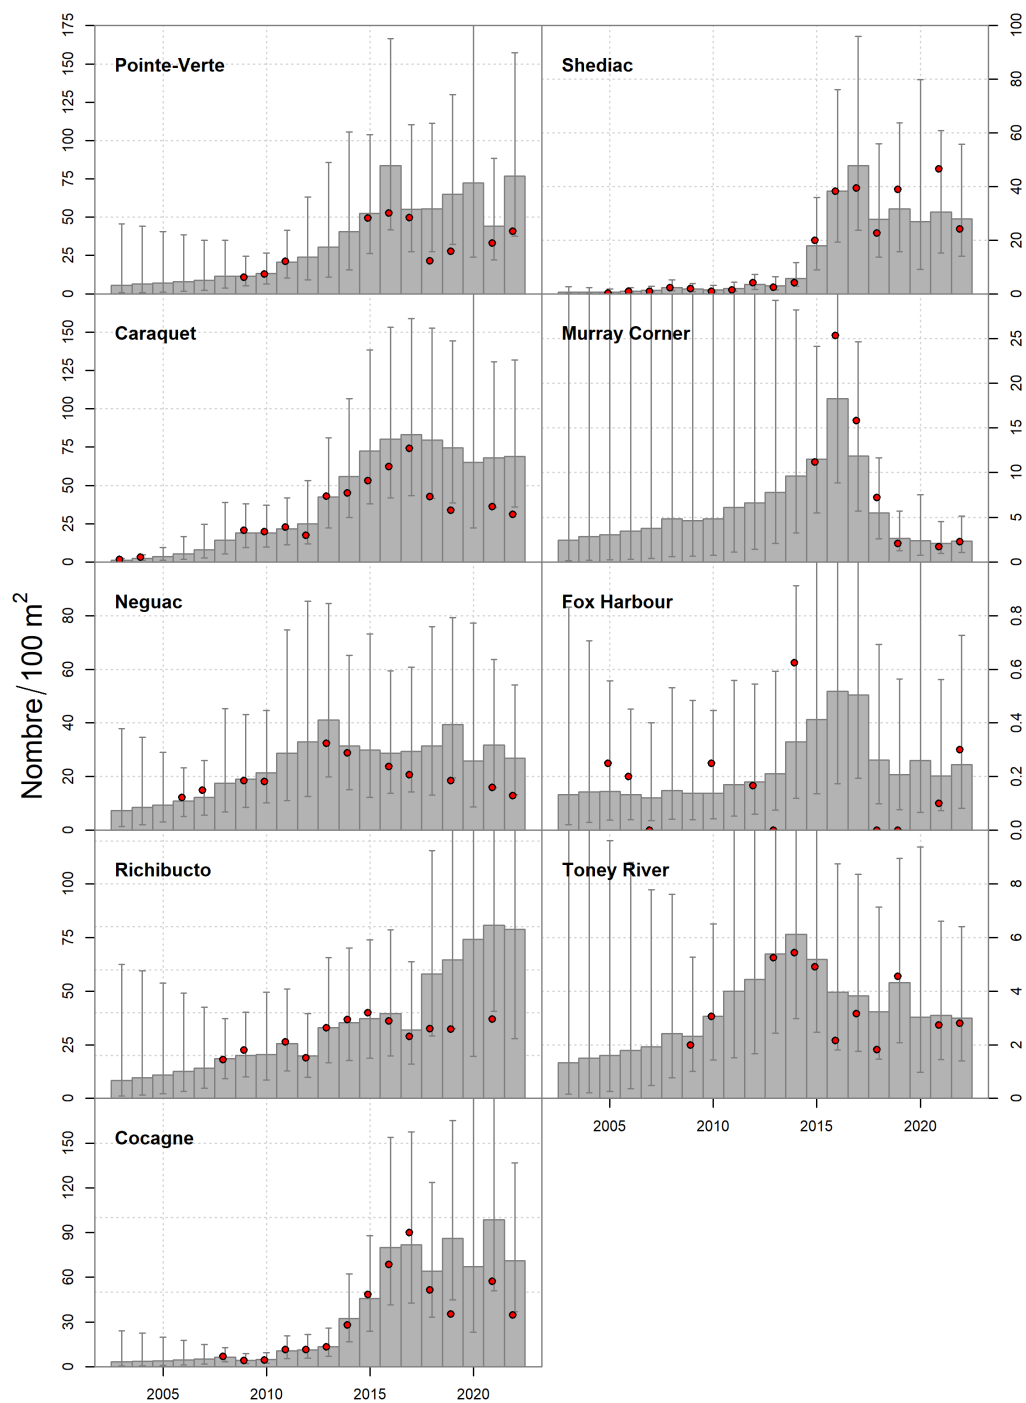 Nombre / 100 m²
Pointe-Verte
0 25 50 75 100 125 150 175
Shediac
0 20 40 60 80 100
Caraquet
0 25 50 75 100 125 150
Murray Corner
0 5 10 15 20 25
Neguac
0 20 40 60 80
Fox Harbour
0.0 0.2 0.4 0.6 0.8
Richibucto
0 25 50 75 100
Toney River
0 2 4 6 8
2005 2010 2015 2020
Cocagne
0 30 60 90 120 150
2005 2010 2015 2020